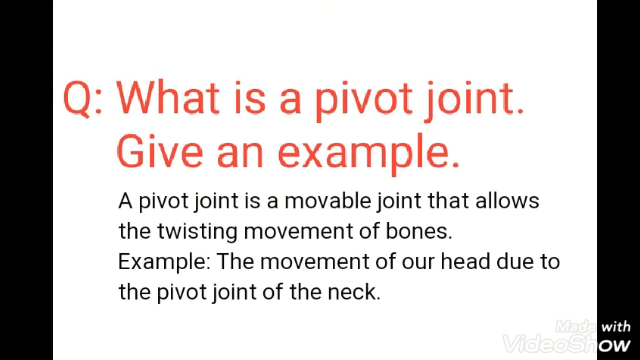 Q: What is a pivot joint.
Give an example.
A pivot joint is a movable joint that allows
the twisting movement of bones.
Example: The movement of our head due to
the pivot joint of the neck.
Made with
VideoShow